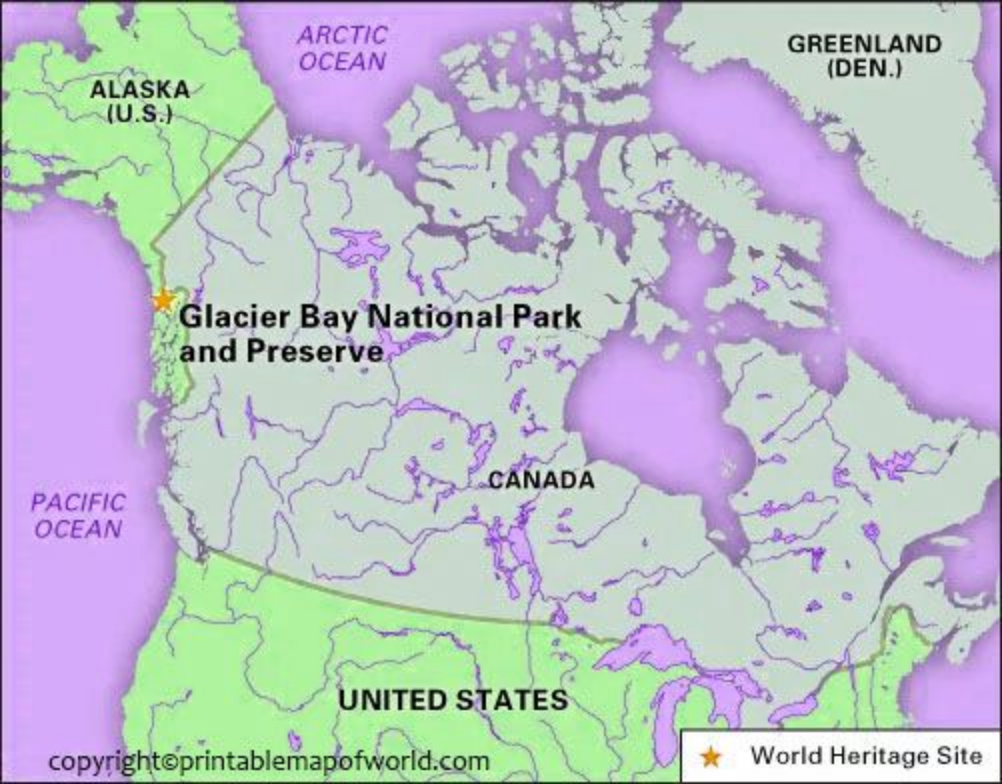 ARCTIC
OCEAN
GREENLAND
(DEN.)
ALASKA
(U.S.)
Glacier Bay National Park
and Preserve
CANADA
PACIFIC
OCEAN
UNITED STATES
World Heritage Site
copyright©printablemapofworld.com